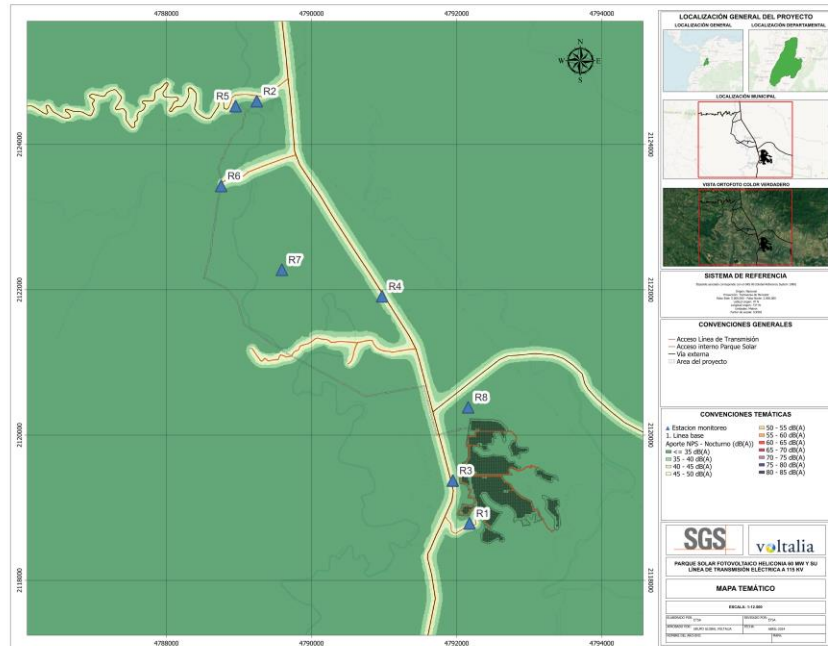 4788000
4790000
4792000
4794000
2124000
2122000
2120000
2118000
2124000
2122000
2120000
2118000
4788000
4790000
4792000
4794000
N
W
E
S
R5
R2
R6
R7
R4
R8
R3
R1
LOCALIZACIÓN GENERAL DEL PROYECTO
LOCALIZACIÓN GENERAL
LOCALIZACIÓN DEPARTAMENTAL
LOCALIZACIÓN MUNICIPAL
VISTA ORTOFOTO COLOR VERDADERO
SISTEMA DE REFERENCIA
CONVENCIONES GENERALES
Acceso Línea de Transmisión
Acceso interno Parque Solar
Vía externa
Area del proyecto
CONVENCIONES TEMÁTICAS
Estacion monitoreo
1. Linea base
Aporte NPS - Nocturno (dB(A))
<= 35 dB(A)
35 - 40 dB(A)
40 - 45 dB(A)
45 - 50 dB(A)
50 - 55 dB(A)
55 - 60 dB(A)
60 - 65 dB(A)
65 - 70 dB(A)
70 - 75 dB(A)
75 - 80 dB(A)
80 - 85 dB(A)
SGS
voltalia
PARQUE SOLAR FOTOVOLTAICO HELICONIA 60 MW Y SU
LÍNEA DE TRANSMISIÓN ELÉCTRICA A 115 KV
MAPA TEMÁTICO